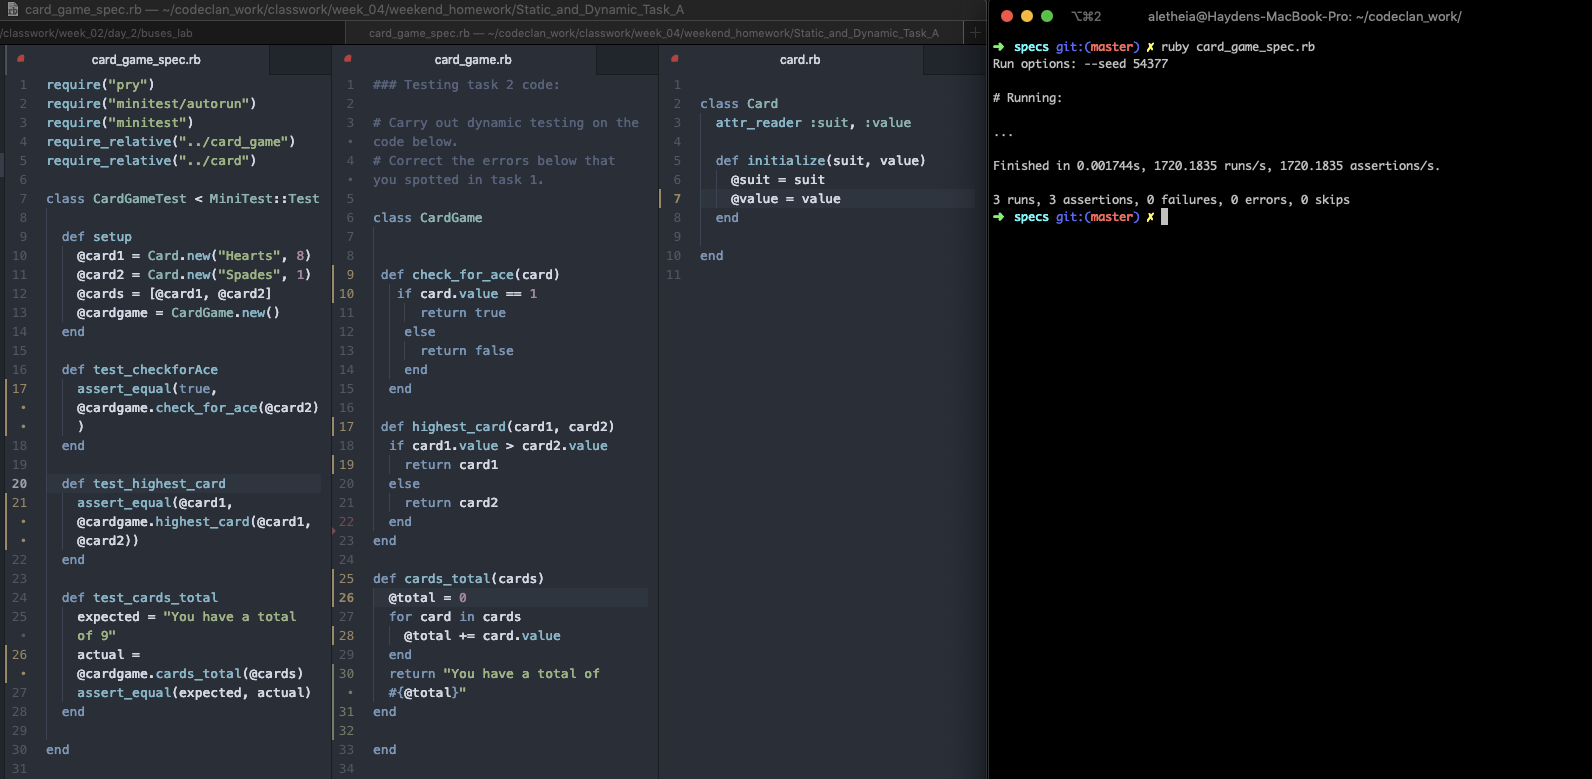 card_game_spec.rb — ~/codeclan_work/classwork/week_04/weekend_homework/Static_and_Dynamic_Task_A
/classwork/week_02/day_2/buses_lab
card_game_spec.rb — ~/codeclan_work/classwork/week_04/weekend_homework/Static_and_Dynamic_Task_A
+
card_game_spec.rb
1 require("pry")
2 require("minitest/autorun")
3 require("minitest")
4 require_relative("../card_game")
5 require_relative("../card")
6
7 class CardGameTest < MiniTest::Test
8
9 def setup
10 @card1 = Card.new("Hearts", 8)
11 @card2 = Card.new("Spades", 1)
12 @cards = [@card1, @card2]
13 @cardgame = CardGame.new()
14 end
15
16 def test_checkforAce
17 assert_equal(true,
• @cardgame.check_for_ace(@card2)
• )
18 end
19
20 def test_highest_card
21 assert_equal(@card1,
• @cardgame.highest_card(@card1,
• @card2))
22 end
23
24 def test_cards_total
25 expected = "You have a total
• of 9"
26 actual =
• @cardgame.cards_total(@cards)
27 assert_equal(expected, actual)
28 end
29
30 end
31
card_game.rb
1 ### Testing task 2 code:
2
3 # Carry out dynamic testing on the
• code below.
4 # Correct the errors below that
• you spotted in task 1.
5
6 class CardGame
7
8
9 def check_for_ace(card)
10 if card.value == 1
11 return true
12 else
13 return false
14 end
15 end
16
17 def highest_card(card1, card2)
18 if card1.value > card2.value
19 return card1
20 else
21 return card2
22 end
23 end
24
25 def cards_total(cards)
26 @total = 0
27 for card in cards
28 @total += card.value
29 end
30 return "You have a total of
• #{@total}"
31 end
32
33 end
34
card.rb
1
2 class Card
3 attr_reader :suit, :value
4
5 def initialize(suit, value)
6 @suit = suit
7 @value = value
8 end
9
10 end
11
⌥⌘2 aletheia@Haydens-MacBook-Pro: ~/codeclan_work/
➜ specs git:(master) ✗ ruby card_game_spec.rb
Run options: --seed 54377
# Running:
...
Finished in 0.001744s, 1720.1835 runs/s, 1720.1835 assertions/s.
3 runs, 3 assertions, 0 failures, 0 errors, 0 skips
➜ specs git:(master) ✗